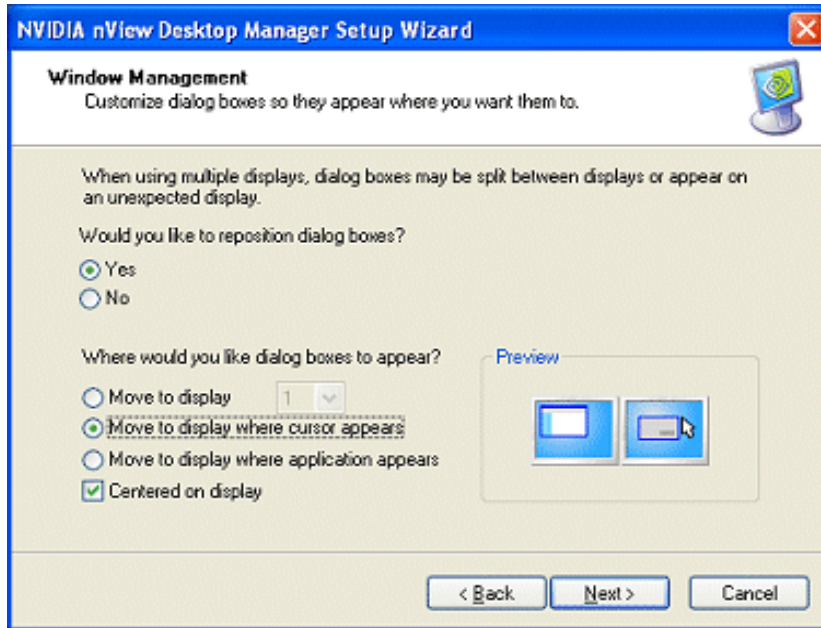 NVIDIA nView Desktop Manager Setup Wizard
Window Management
Customize dialog boxes so they appear where you want them to.
When using multiple displays, dialog boxes may be split between displays or appear on
an unexpected display.
Would you like to reposition dialog boxes?
Yes
No
Where would you like dialog boxes to appear?
Preview
Move to display 1
Move to display where cursor appears
Move to display where application appears
Centered on display
< Back Next > Cancel